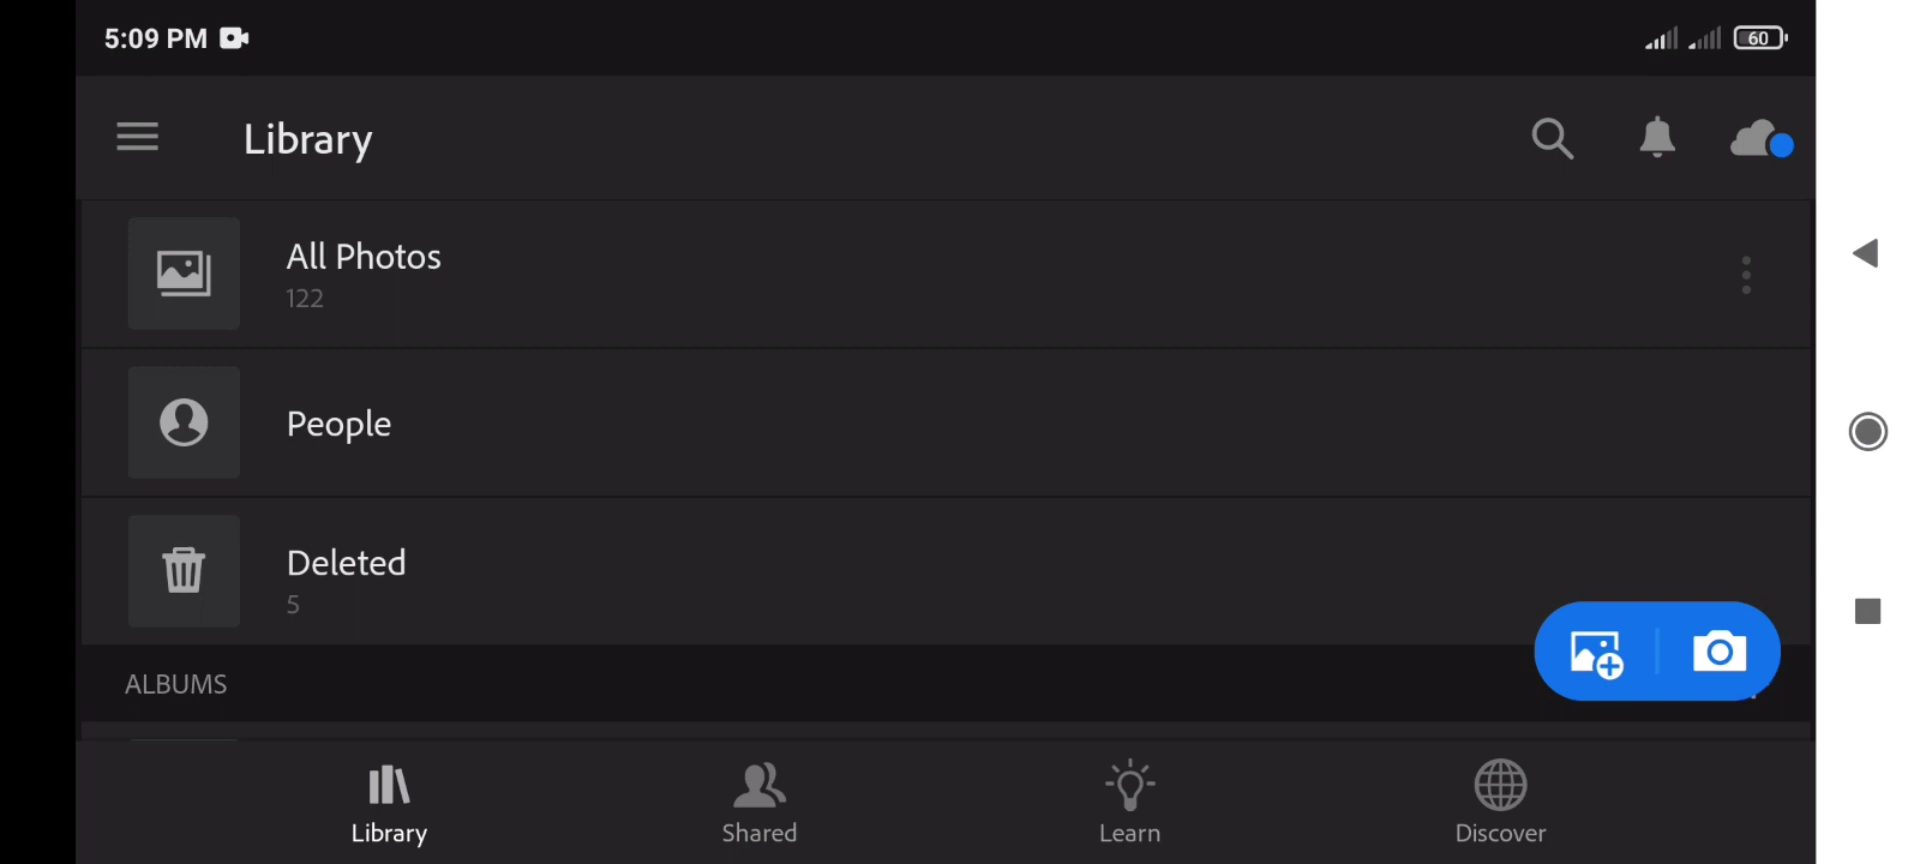 5:09 PM
60
Library
All Photos
122
People
Deleted
5
ALBUMS
Library
Shared
Learn
Discover